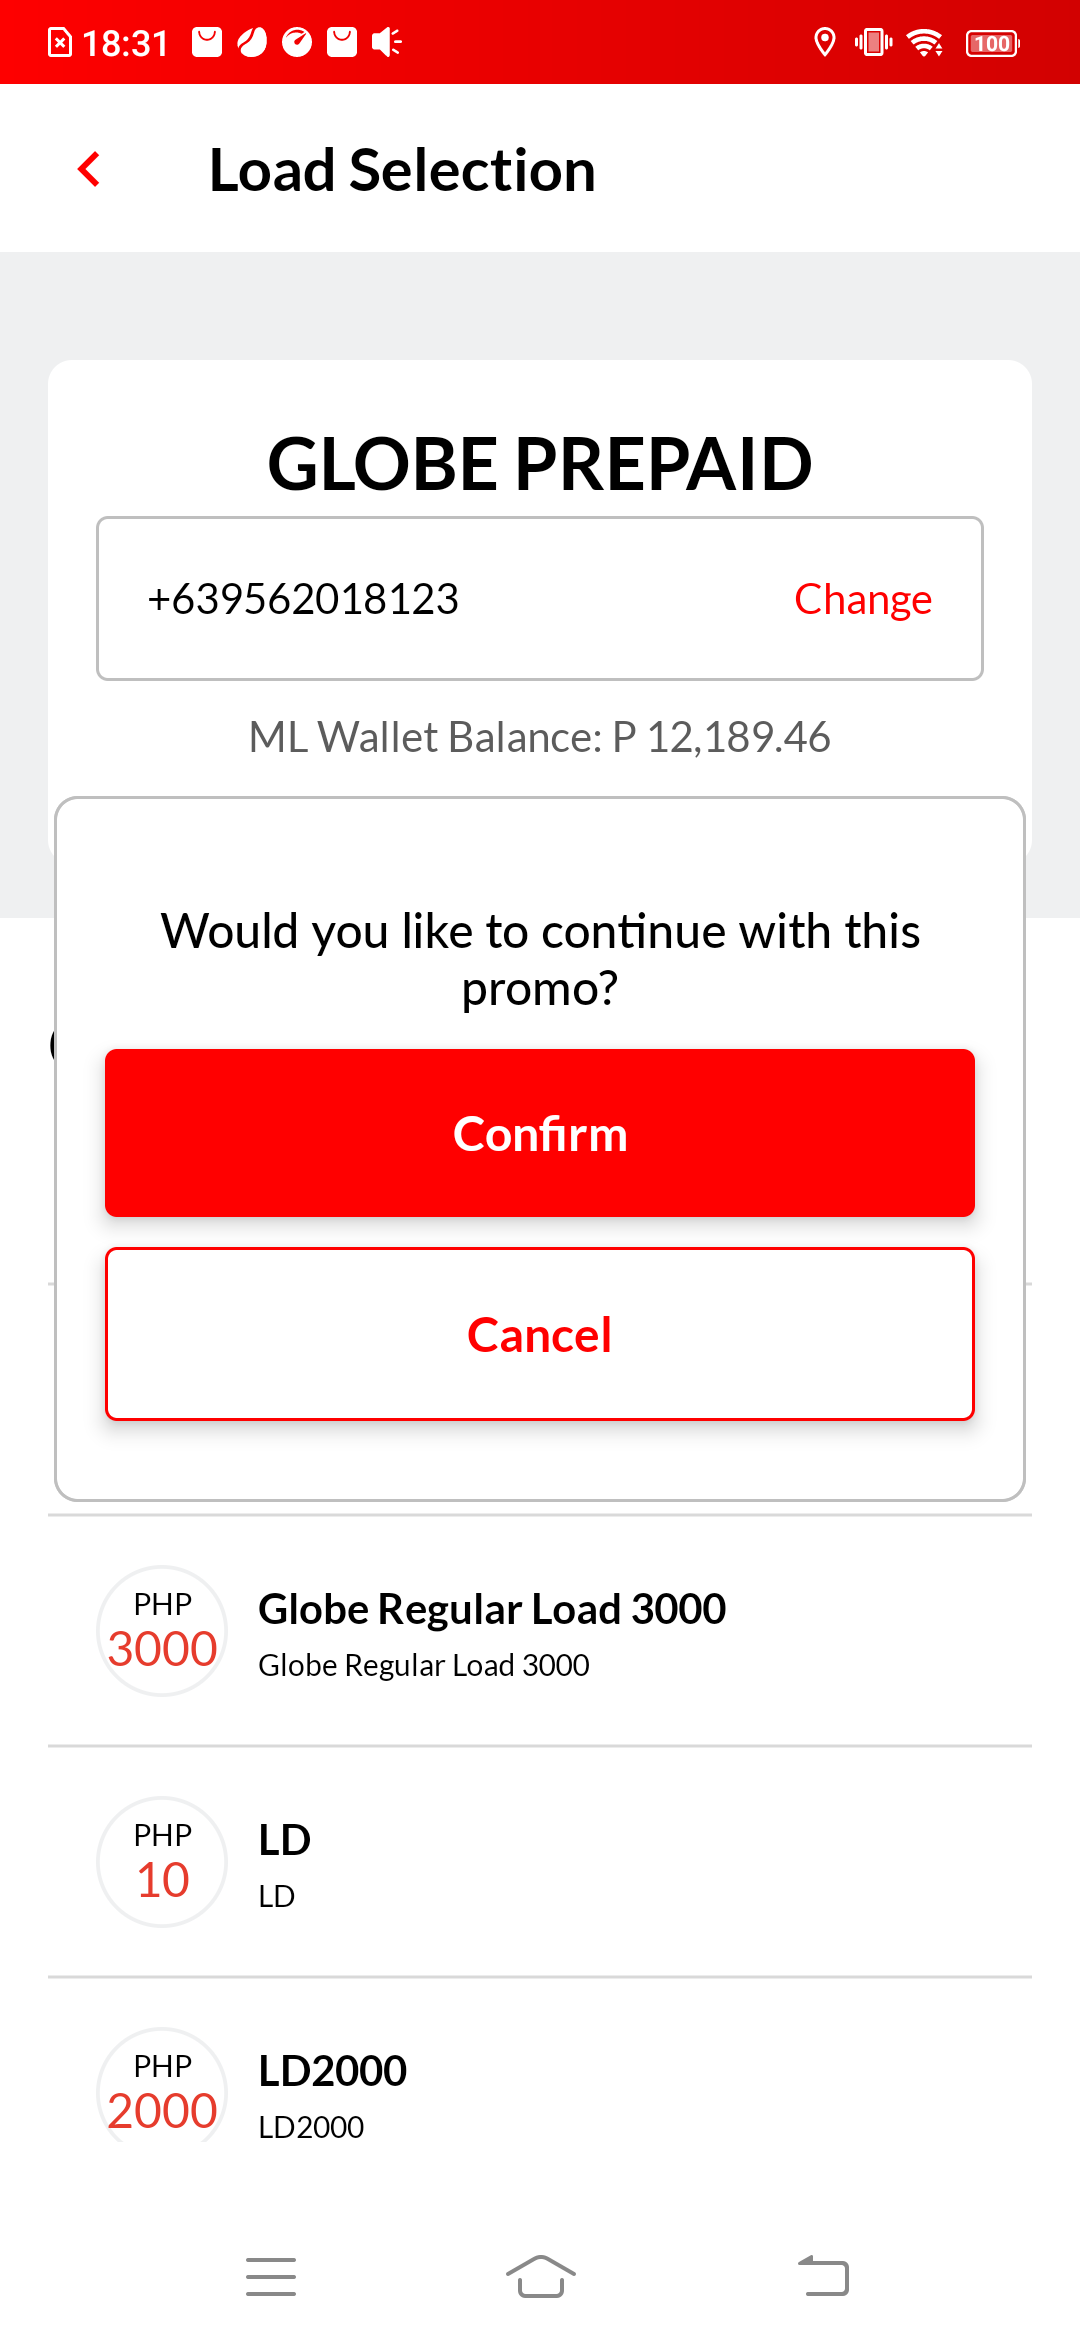 18:31
100
Load Selection
GLOBE PREPAID
+639562018123
Change
ML Wallet Balance: P 12,189.46
Would you like to continue with this
promo?
Confirm
Cancel
PHP
3000
Globe Regular Load 3000
Globe Regular Load 3000
PHP
10
LD
LD
PHP
2000
LD2000
LD2000